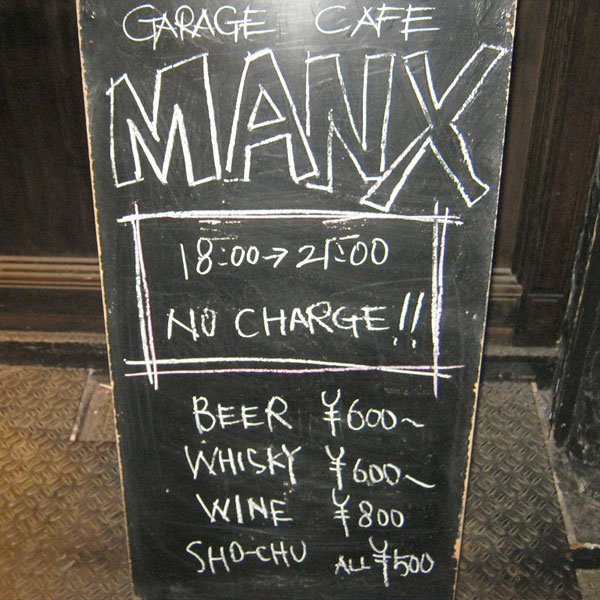 GARAGE CAFE
MANX
18:00→21:00
NO CHARGE!!
BEER ¥600~
WHISKY ¥600~
WINE ¥800
SHO-CHU ALL ¥500